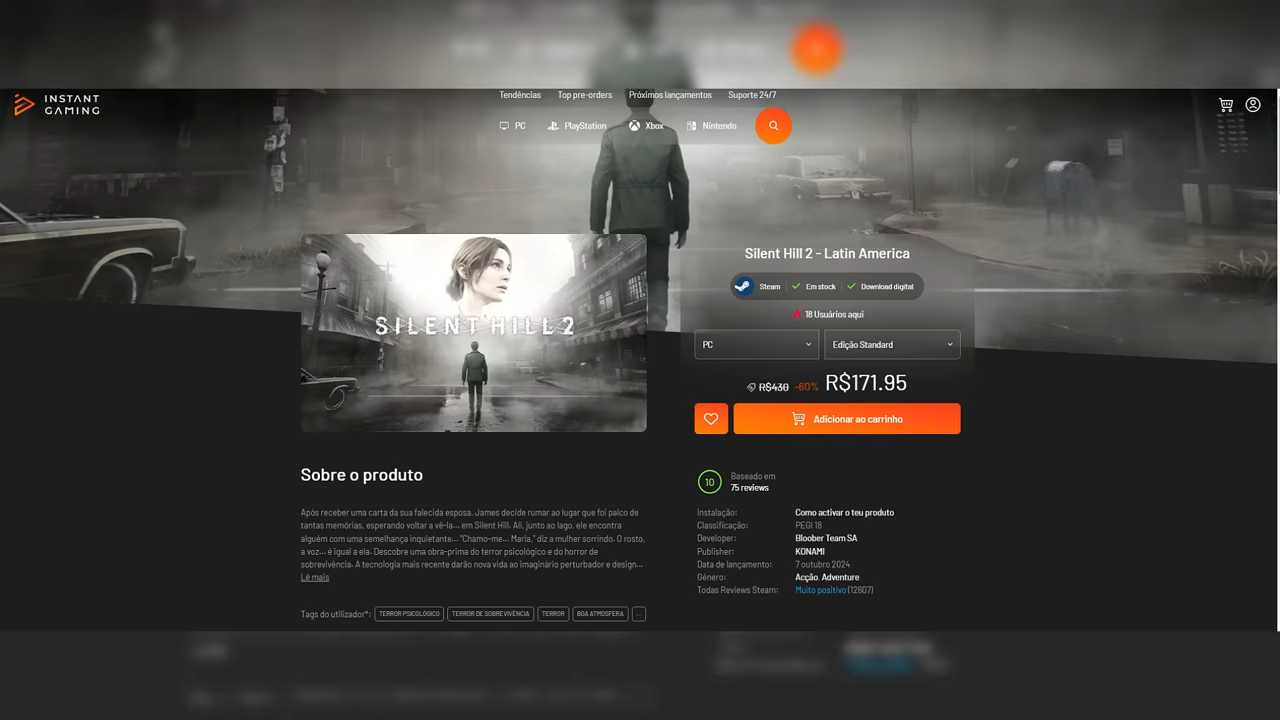 INSTANT
GAMING
Tendências Top pre-orders Próximos lançamentos Suporte 24/7
PC PlayStation Xbox Nintendo
SILENT HILL 2
Silent Hill 2 - Latin America
Steam Em stock Download digital
18 Usuários aqui
PC Edição Standard
R$430 -60% R$171.95
Adicionar ao carrinho
Sobre o produto
Após receber uma carta da sua falecida esposa, James decide rumar ao lugar que foi palco de
tantas memórias, esperando voltar a vê-la... em Silent Hill. Ali, junto ao lago, ele encontra
alguém com uma semelhança inquietante... "Chamo-me... Maria," diz a mulher sorrindo. O rosto,
a voz... é igual a ela. Descobre uma obra-prima do terror psicológico e do horror de
sobrevivência. A tecnologia mais recente darão nova vida ao imaginário perturbador e design...
Lê mais
Tags do utilizador*: TERROR PSICOLÓGICO TERROR DE SOBREVIVÊNCIA TERROR BOA ATMOSFERA ...
10 Baseado em
75 reviews
Instalação: Como activar o teu produto
Classificação: PEGI 18
Developer: Bloober Team SA
Publisher: KONAMI
Data de lançamento: 7 outubro 2024
Género: Acção, Adventure
Todas Reviews Steam: Muito positivo (12607)